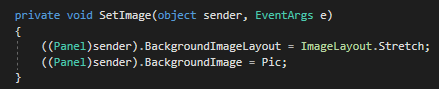 private void SetImage(object sender, EventArgs e)
{
    ((Panel)sender).BackgroundImageLayout = ImageLayout.Stretch;
    ((Panel)sender).BackgroundImage = Pic;
}